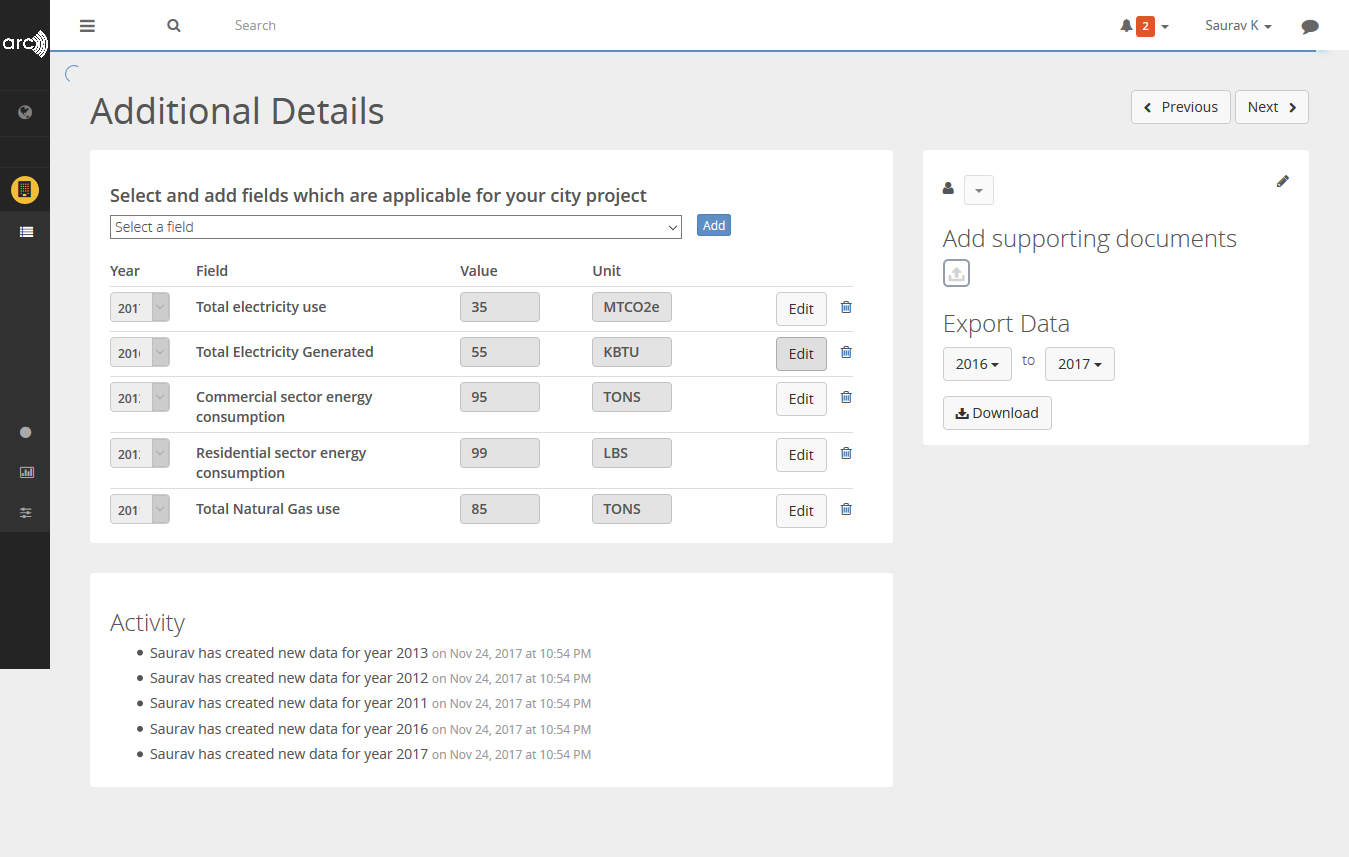 arc
Search
2
Saurav K
Additional Details
Previous
Next
Select and add fields which are applicable for your city project
Select a field
Add
Year Field Value Unit
201 Total electricity use 35 MTCO2e Edit
201 Total Electricity Generated 55 KBTU Edit
201 Commercial sector energy consumption 95 TONS Edit
201 Residential sector energy consumption 99 LBS Edit
201 Total Natural Gas use 85 TONS Edit
Add supporting documents
Export Data
2016 to 2017
Download
Activity
Saurav has created new data for year 2013 on Nov 24, 2017 at 10:54 PM
Saurav has created new data for year 2012 on Nov 24, 2017 at 10:54 PM
Saurav has created new data for year 2011 on Nov 24, 2017 at 10:54 PM
Saurav has created new data for year 2016 on Nov 24, 2017 at 10:54 PM
Saurav has created new data for year 2017 on Nov 24, 2017 at 10:54 PM